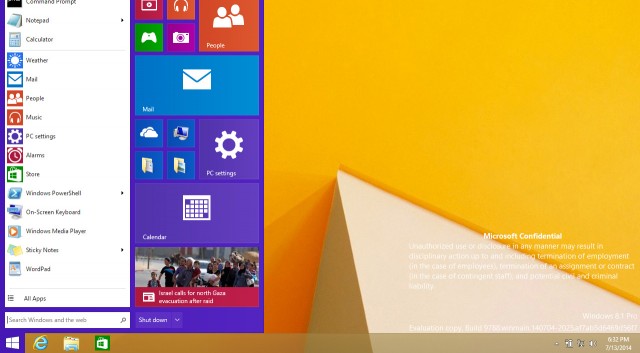 Command Prompt
Notepad
Calculator
Weather
Mail
People
Music
PC settings
Alarms
Store
Windows PowerShell
On-Screen Keyboard
Windows Media Player
Sticky Notes
WordPad
All Apps
Search Windows and the web
People
Mail
PC settings
Calendar
Israel calls for north Gaza
evacuation after raid
Shut down
Microsoft Confidential
Unauthorized use or disclosure in any manner may result in
disciplinary action up to and including termination of employment
(in the case of employees), termination of an assignment or contract
(in the case of contingent staff), and potential civil and criminal
liability.
Windows 8.1 Pro
Evaluation copy. Build
6:32 PM
7/13/2014